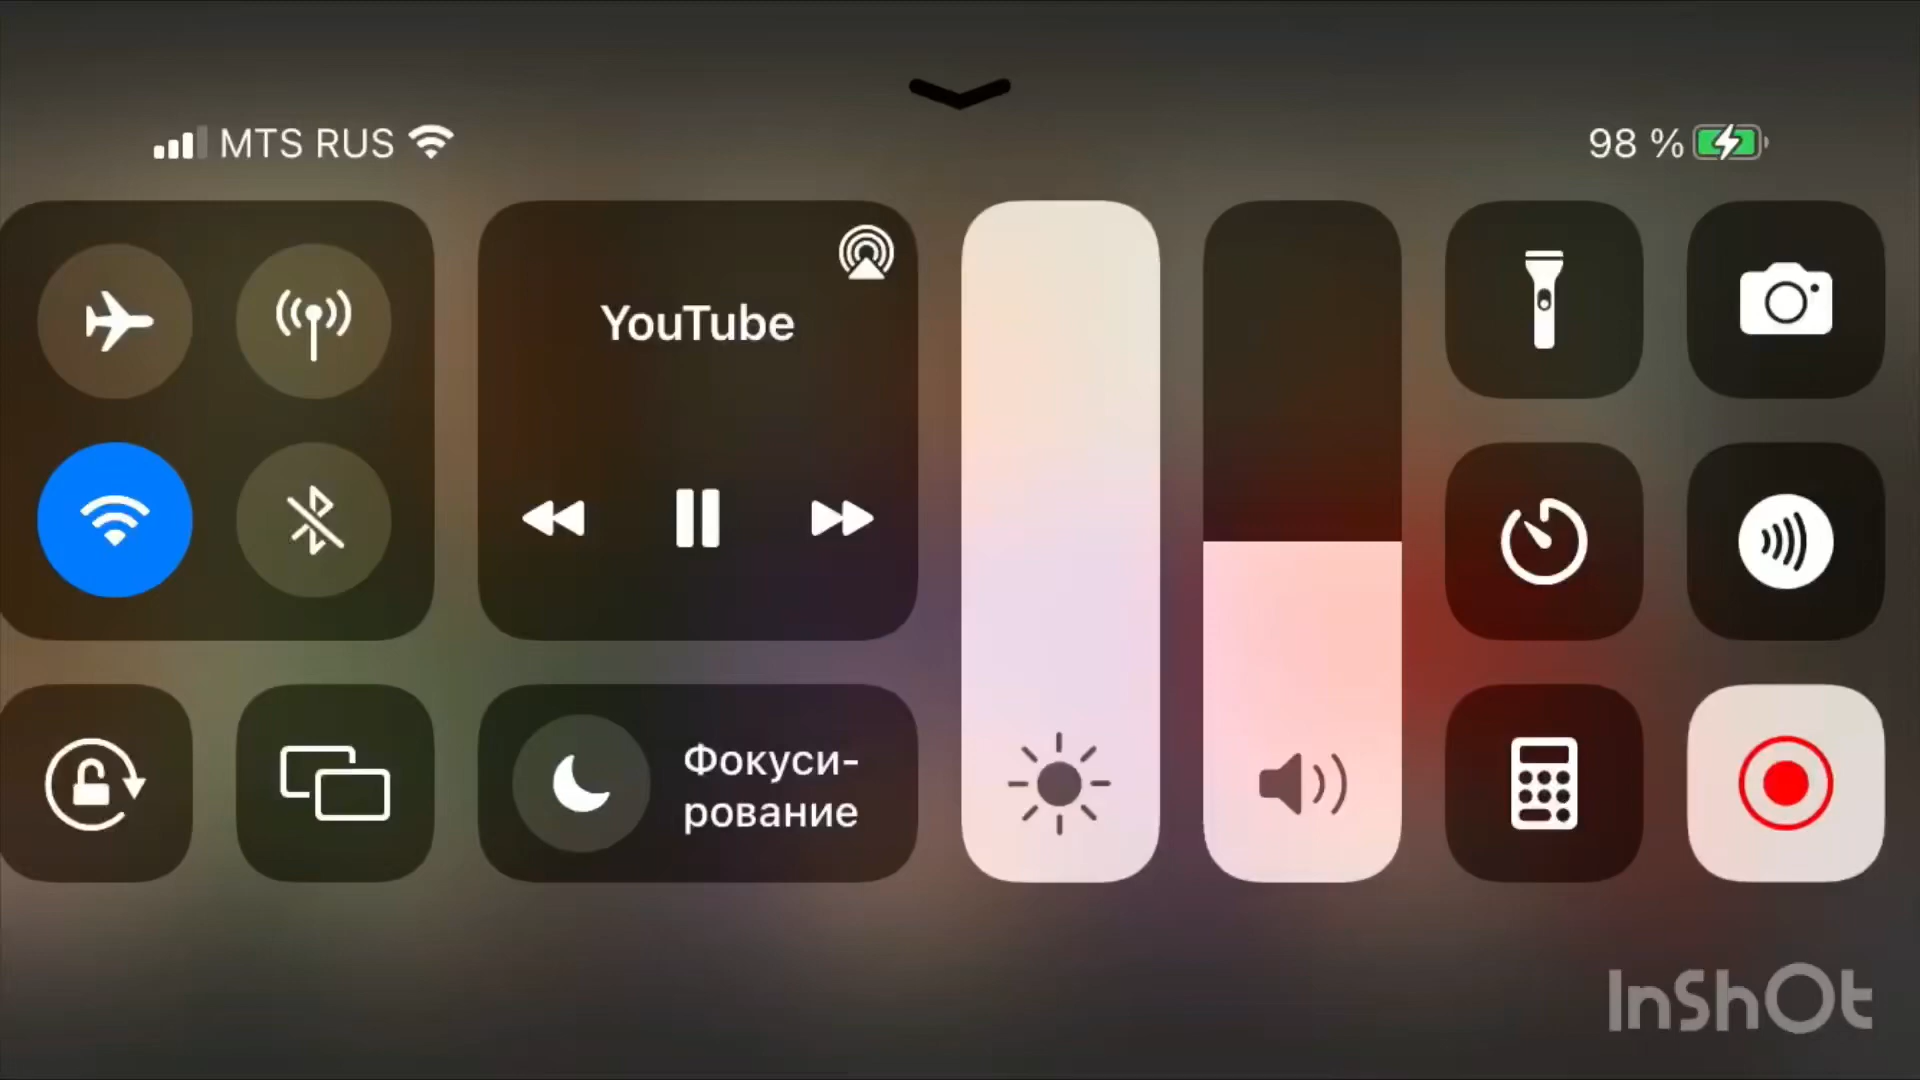 MTS RUS
98 %
YouTube
Фокуси-
рование
InShOt